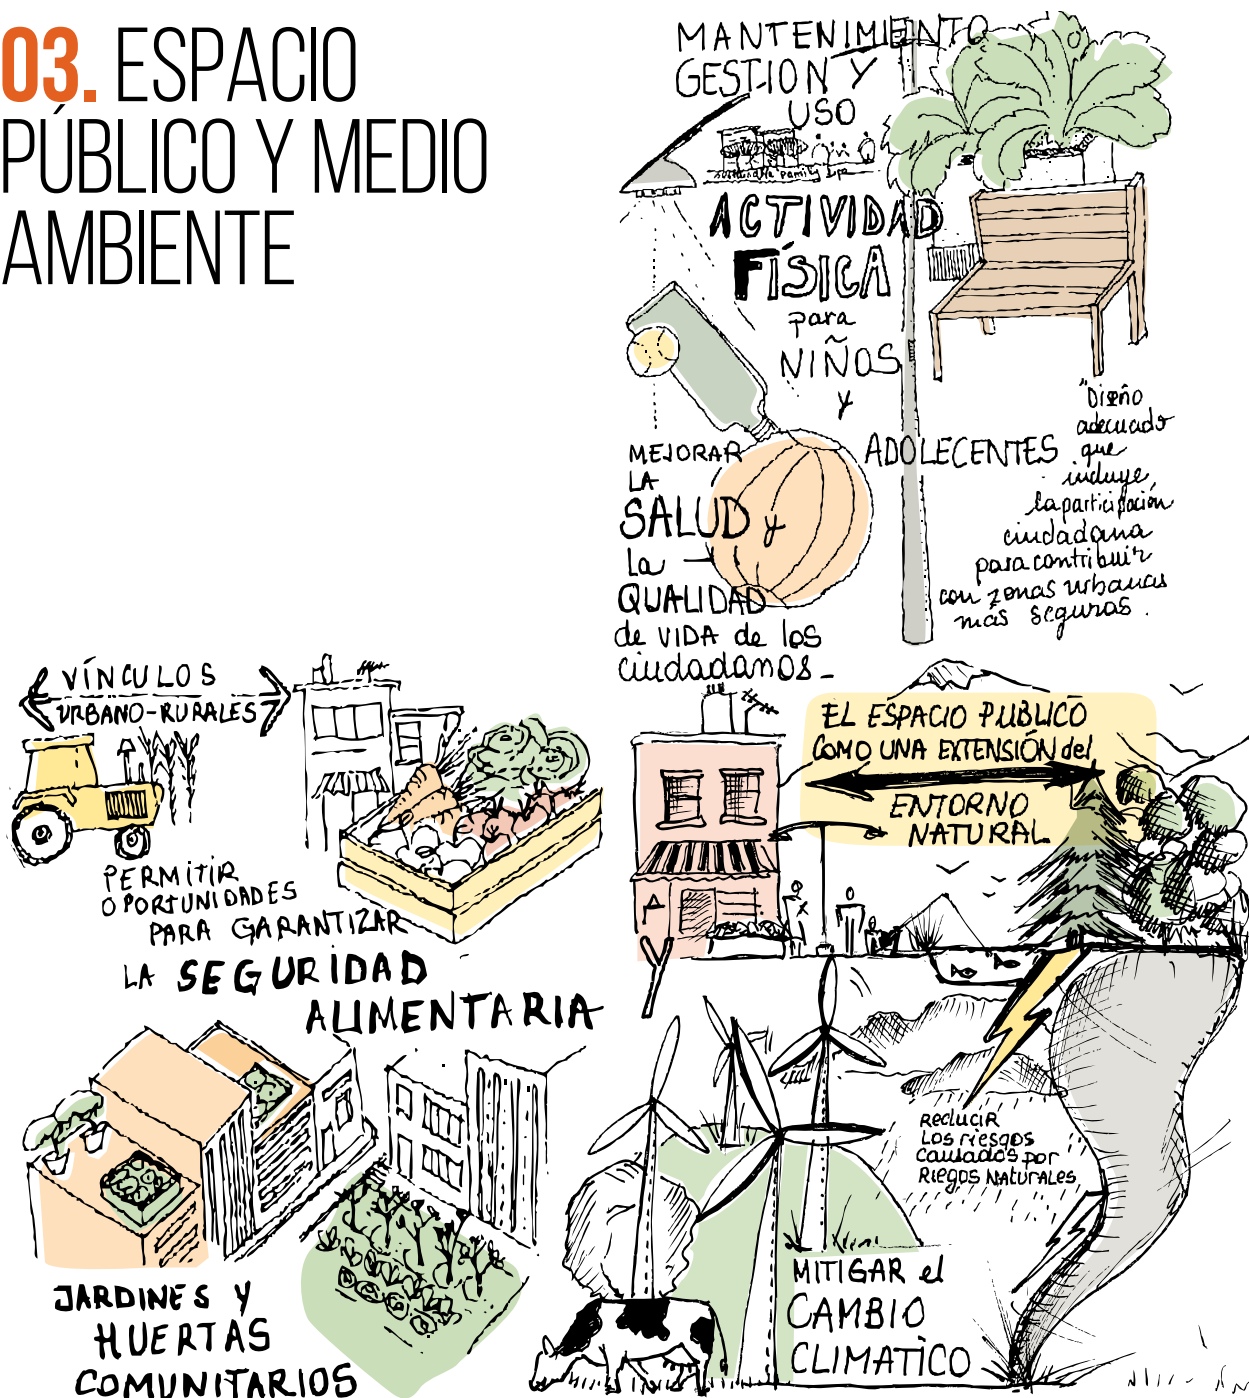 03. ESPACIO
PÚBLICO Y MEDIO
AMBIENTE
MANTENIMIENTO
GESTION Y
USO
ACTIVIDAD
FÍSICA
para
NIÑOS
y
ADOLECENTES
"Diseño
adecuado
que
incluye
la participación
ciudadana
para contribuir
con zonas urbanas
más seguras.
MEJORAR
LA
SALUD y
La
QUALIDAD
de VIDA de los
ciudadanos
VÍNCULOS
URBANO-RURALES
PERMITIR
OPORTUNIDADES
PARA GARANTIZAR
LA SEGURIDAD
ALIMENTARIA
EL ESPACIO PUBLICO
COMO UNA EXTENSIÓN del
ENTORNO
NATURAL
ReduciR
Los riesgos
Causados por
RIEGOS NATURALES
JARDINES Y
HUERTAS
COMUNITARIOS
MITIGAR el
CAMBIO
CLIMATICO